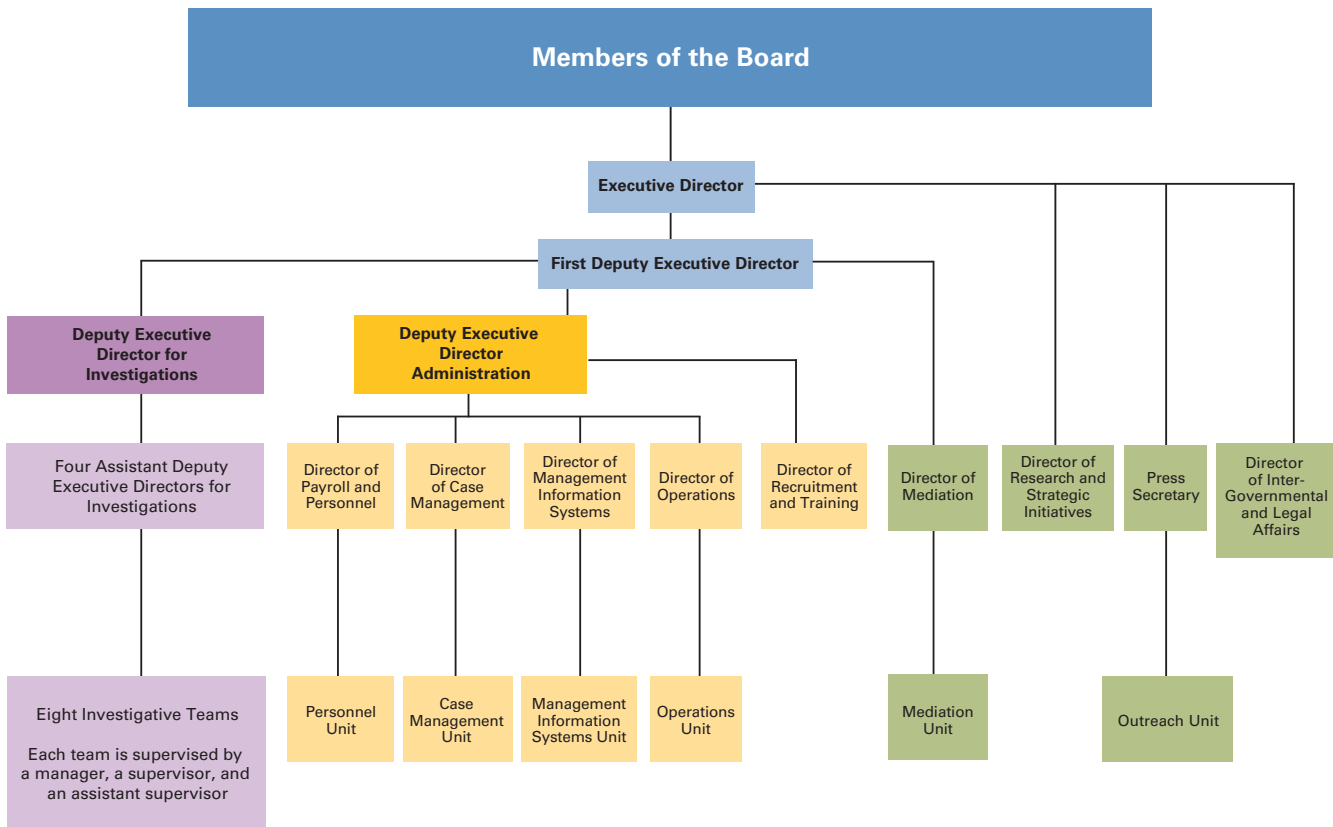 Members of the Board
Executive Director
First Deputy Executive Director
Deputy Executive
Director for
Investigations
Deputy Executive
Director
Administration
Four Assistant Deputy
Executive Directors for
Investigations
Director of
Payroll and
Personnel
Director
of Case
Management
Director of
Management
Information
Systems
Director of
Operations
Director of
Recruitment
and Training
Director of
Mediation
Director of
Research and
Strategic
Initiatives
Press
Secretary
Director
of Inter-
Governmental
and Legal
Affairs
Eight Investigative Teams
Each team is supervised by
a manager, a supervisor, and
an assistant supervisor
Personnel
Unit
Case
Management
Unit
Management
Information
Systems Unit
Operations
Unit
Mediation
Unit
Outreach Unit